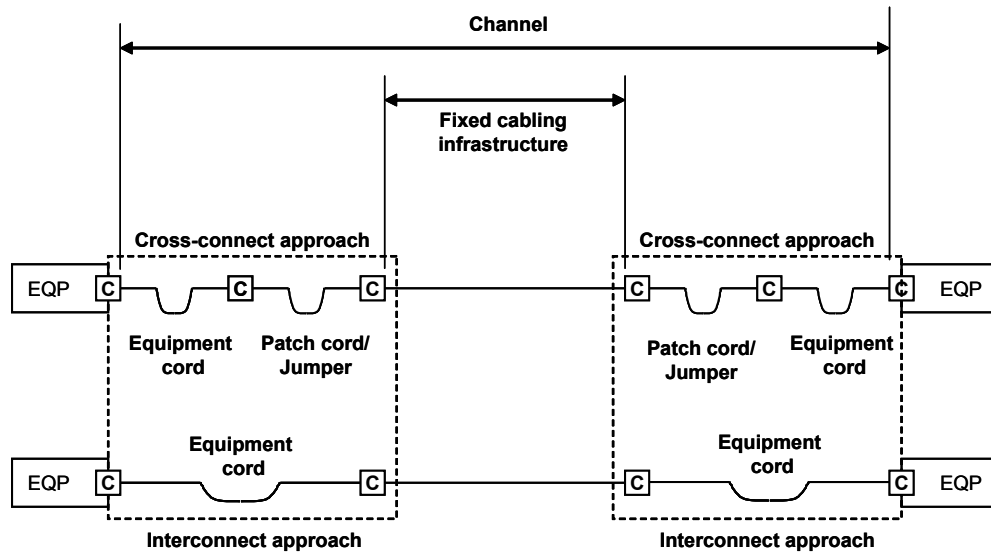 Channel
Fixed cabling
infrastructure
Cross-connect approach
Cross-connect approach
EQP
C
C
C
C
C
C
EQP
Equipment
cord
Patch cord/
Jumper
Patch cord/
Jumper
Equipment
cord
Equipment
cord
Equipment
cord
EQP
C
C
C
C
EQP
Interconnect approach
Interconnect approach